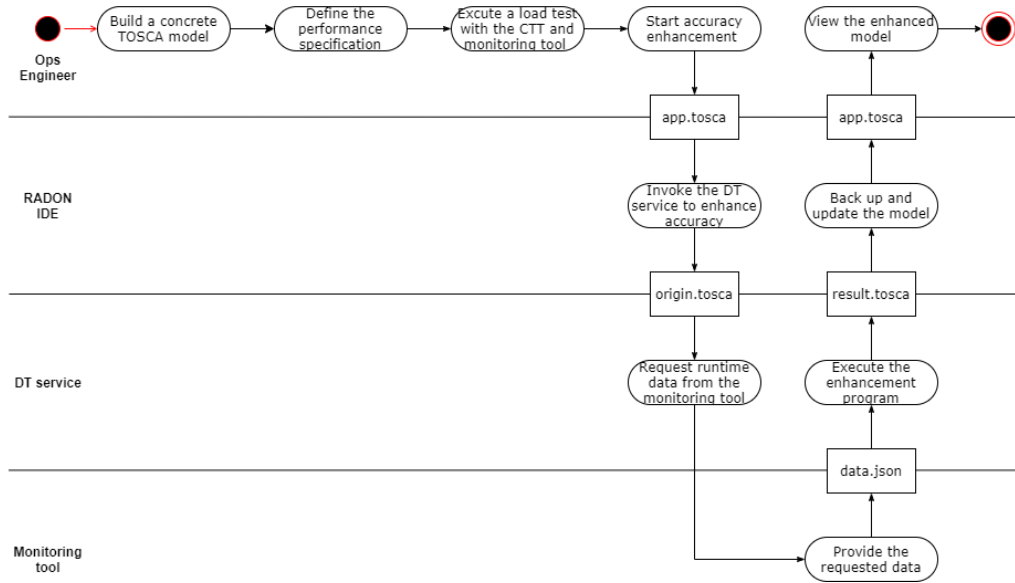 Build a concrete
TOSCA model
Define the
performance
specification
Excute a load test
with the CTT and
monitoring tool
Start accuracy
enhancement
View the enhanced
model
Ops
Engineer
app.tosca
app.tosca
RADON
IDE
Invoke the DT
service to enhance
accuracy
Back up and
update the model
origin.tosca
result.tosca
DT service
Request runtime
data from the
monitoring tool
Execute the
enhancement
program
data.json
Monitoring
tool
Provide the
requested data